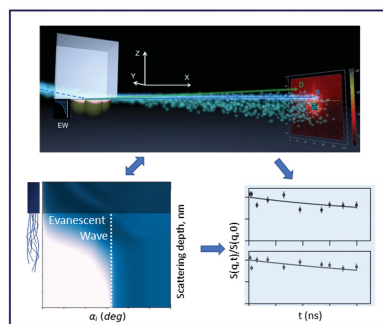 Z
Y
X
EW
Evanescent
Wave
Scattering depth, nm
αi (deg)
S(q,t)/S(q,0)
t (ns)